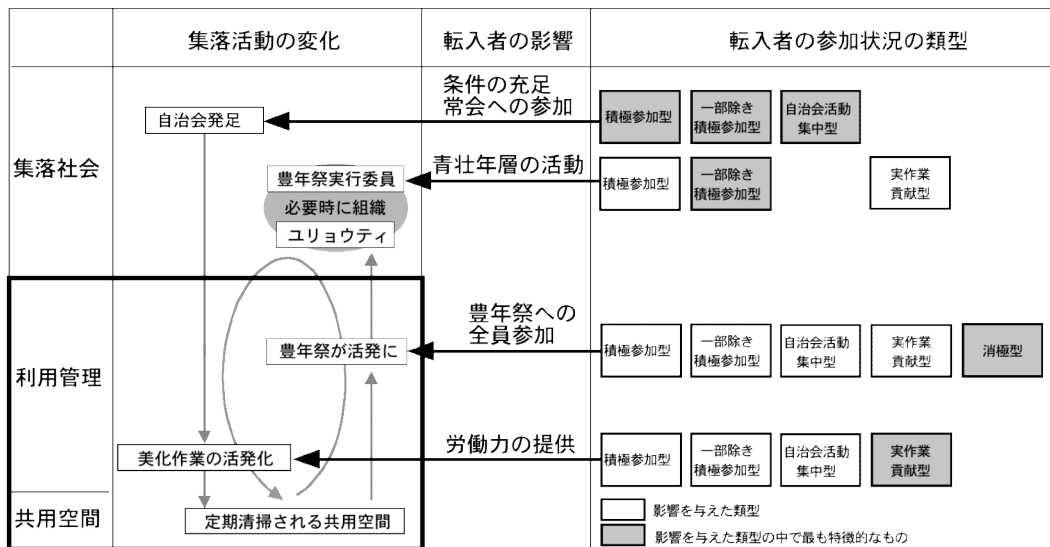 集落活動の変化
転入者の影響
転入者の参加状況の類型
集落社会
自治会発足
条件の充足
常会への参加
積極参加型
一部除き
積極参加型
自治会活動
集中型
豊年祭実行委員
必要時に組織
ユリョウティ
青壮年層の活動
積極参加型
一部除き
積極参加型
実作業
貢献型
利用管理
豊年祭が活発に
豊年祭への
全員参加
積極参加型
一部除き
積極参加型
自治会活動
集中型
実作業
貢献型
消極型
美化作業の活発化
労働力の提供
積極参加型
一部除き
積極参加型
自治会活動
集中型
実作業
貢献型
共用空間
定期清掃される共用空間
影響を与えた類型
影響を与えた類型の中で最も特徴的なもの